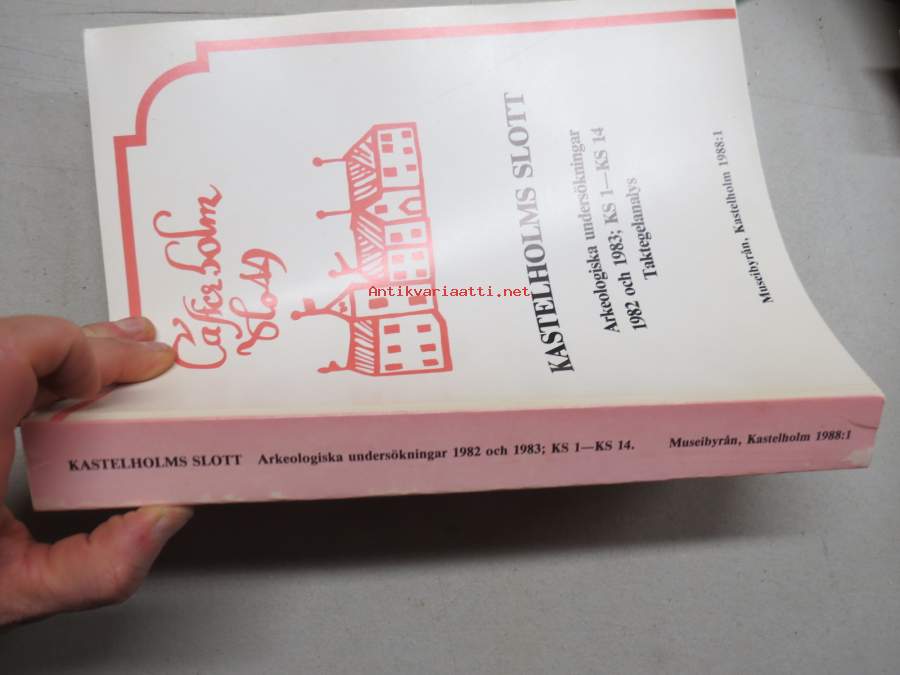 Casterholm
Slott
KASTELHOLMS SLOTT
Arkeologiska undersökningar
1982 och 1983; KS 1—KS 14
Taktegelanalys
Museibyrån, Kastelholm 1988:1
Antikvariaatti.net
KASTELHOLMS SLOTT Arkeologiska undersökningar 1982 och 1983; KS 1—KS 14. Museibyrån, Kastelholm 1988:1